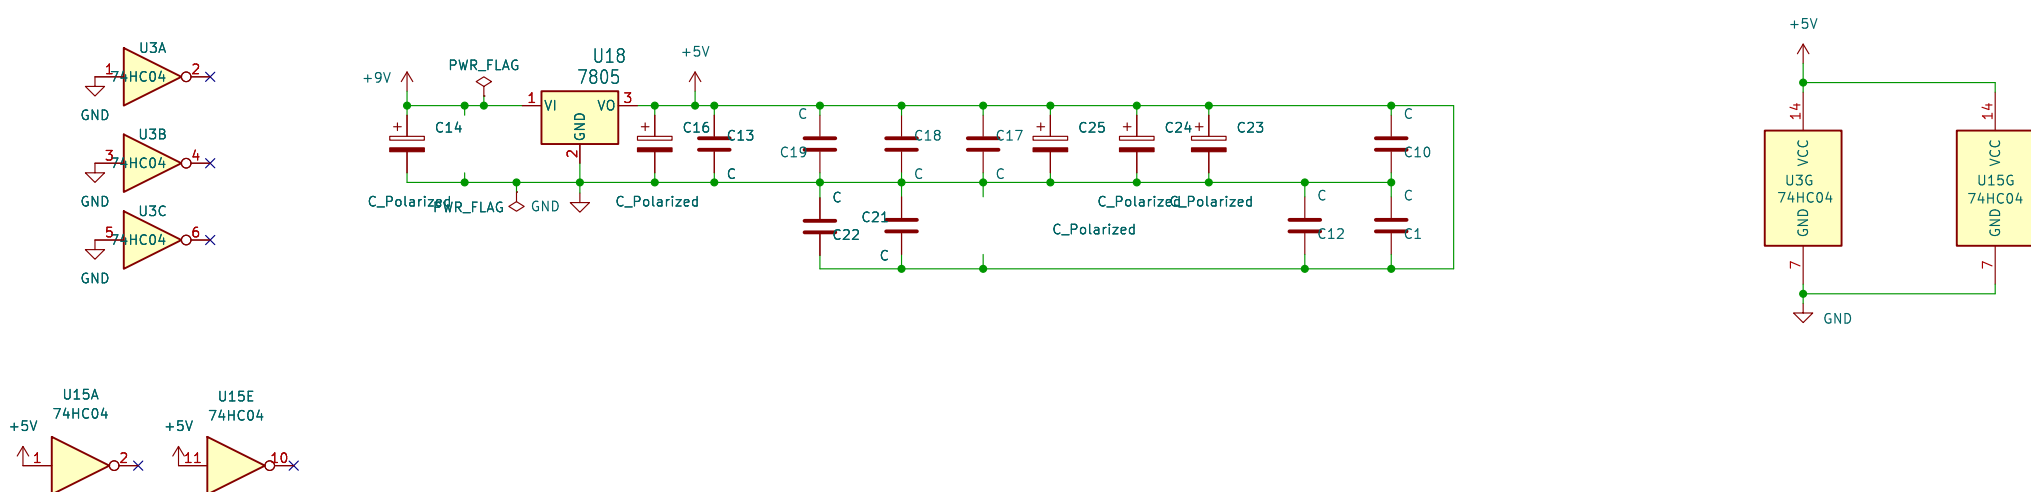 U3A
1
74HC04
2
GND
U3B
3
74HC04
4
GND
U3C
5
74HC04
6
GND
+9V
PWR_FLAG
U18
7805
1
VI
VO
3
GND
2
+5V
+
C14
C_Polarized
PWR_FLAG
GND
+
C16
C_Polarized
C13
C
C
C19
C18
C
C17
C
+
C25
C_Polarized
+
C24
C_Polarized
+
C23
C_Polarized
C
C10
C
C22
C21
C
C
C12
C
C1
+5V
14
VCC
U3G
74HC04
GND
7
GND
14
VCC
U15G
74HC04
GND
7
U15A
74HC04
+5V
1
2
U15E
74HC04
+5V
11
10